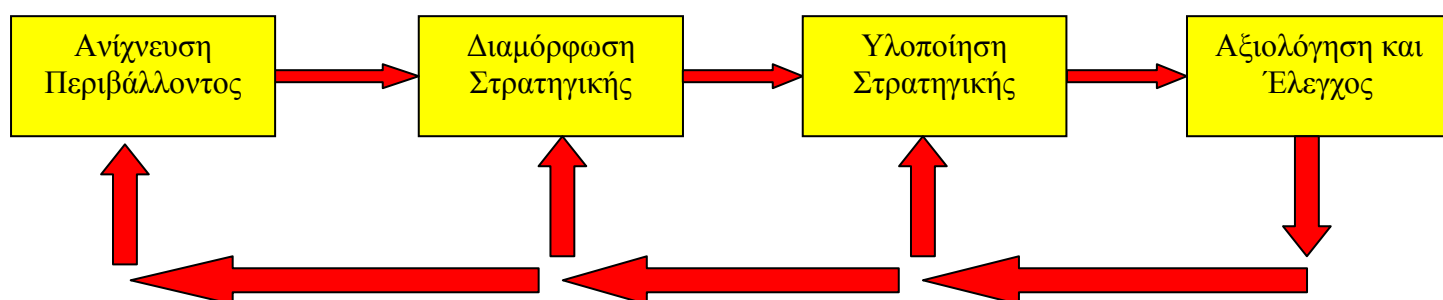 Ανίχνευση
Περιβάλλοντος
Διαμόρφωση
Στρατηγικής
Υλοποίηση
Στρατηγικής
Αξιολόγηση και
Έλεγχος